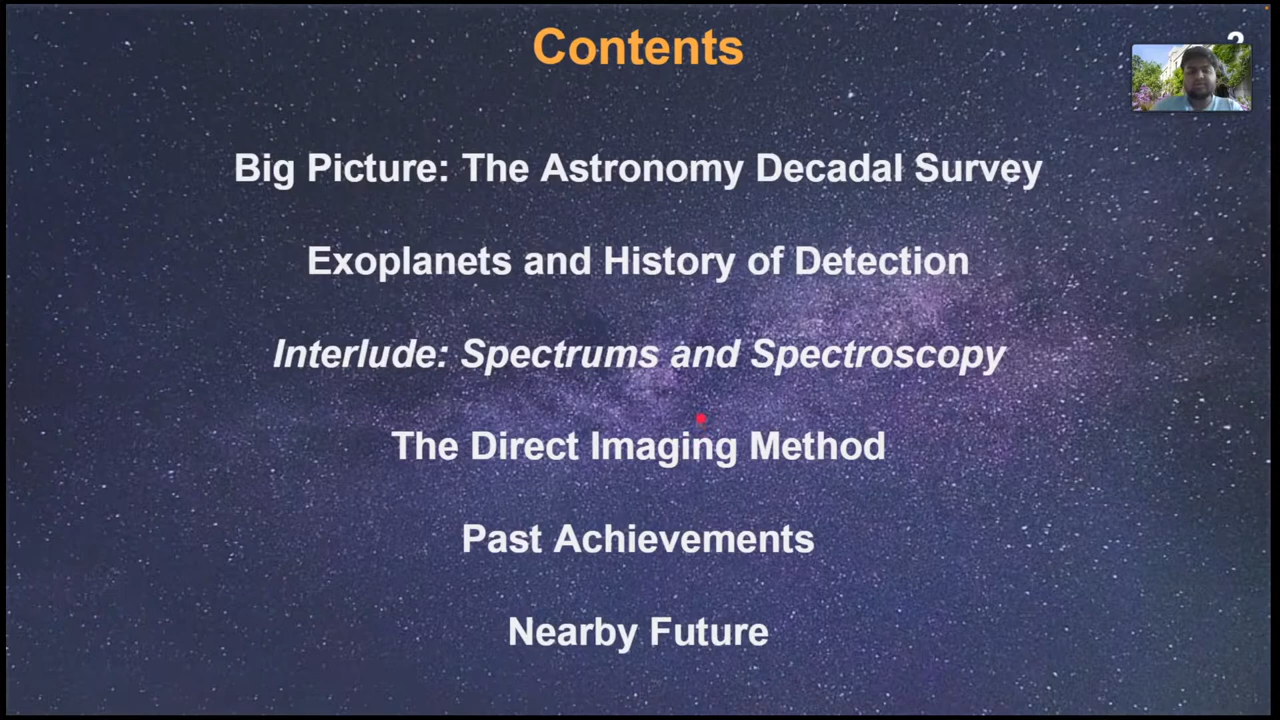 Contents
Big Picture: The Astronomy Decadal Survey
Exoplanets and History of Detection
Interlude: Spectrums and Spectroscopy
The Direct Imaging Method
Past Achievements
Nearby Future